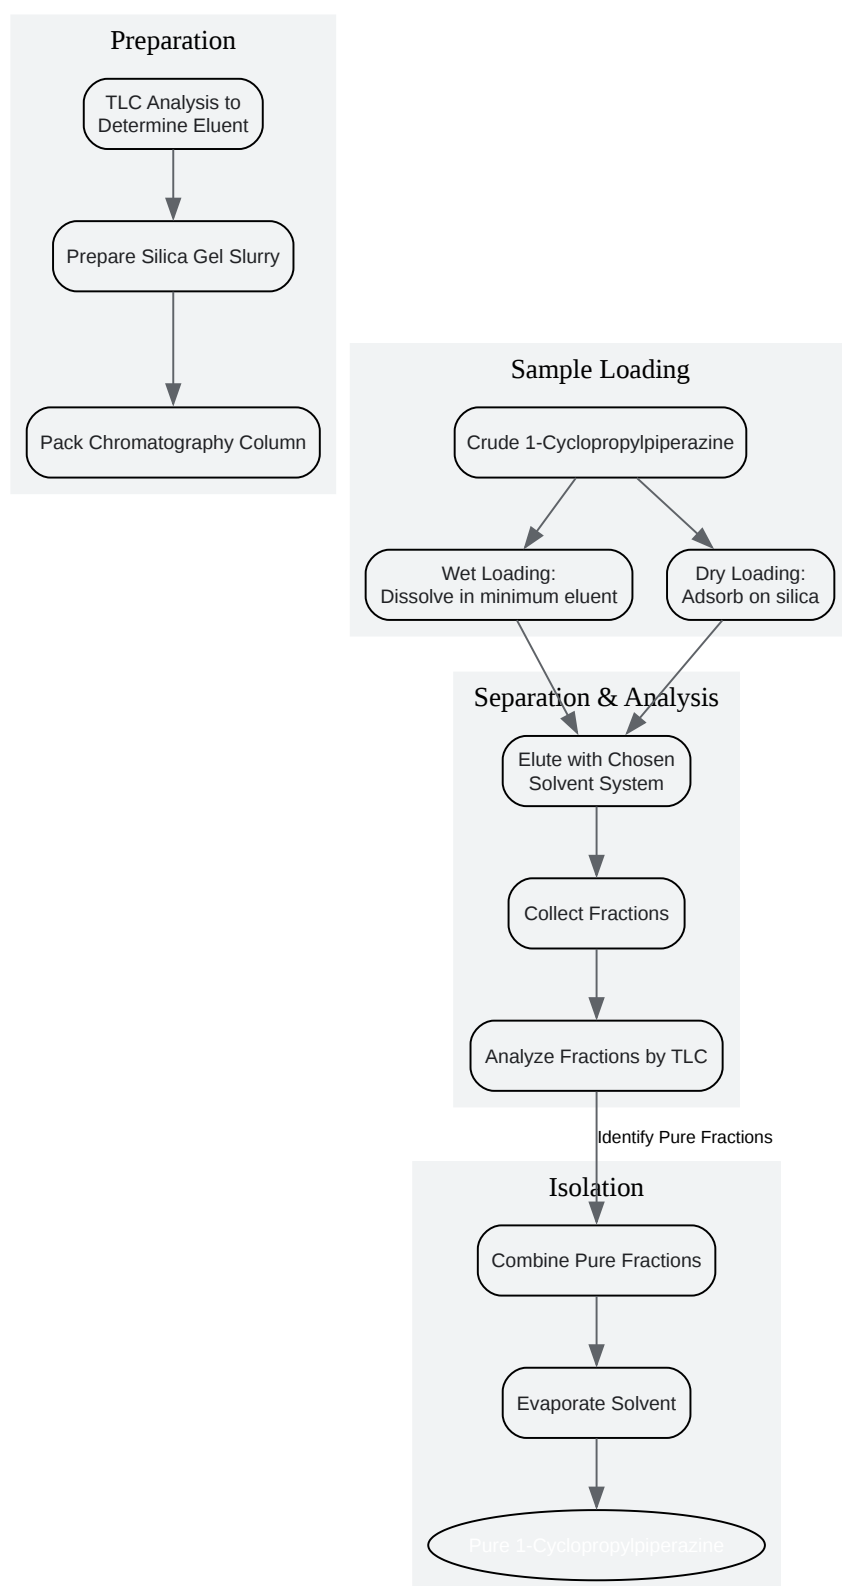 Preparation
TLC Analysis to
Determine Eluent
Prepare Silica Gel Slurry
Pack Chromatography Column
Sample Loading
Crude 1-Cyclopropylpiperazine
Wet Loading:
Dissolve in minimum eluent
Dry Loading:
Adsorb on silica
Separation & Analysis
Elute with Chosen
Solvent System
Collect Fractions
Analyze Fractions by TLC
Identify Pure Fractions
Isolation
Combine Pure Fractions
Evaporate Solvent
Pure 1-Cyclopropylpiperazine